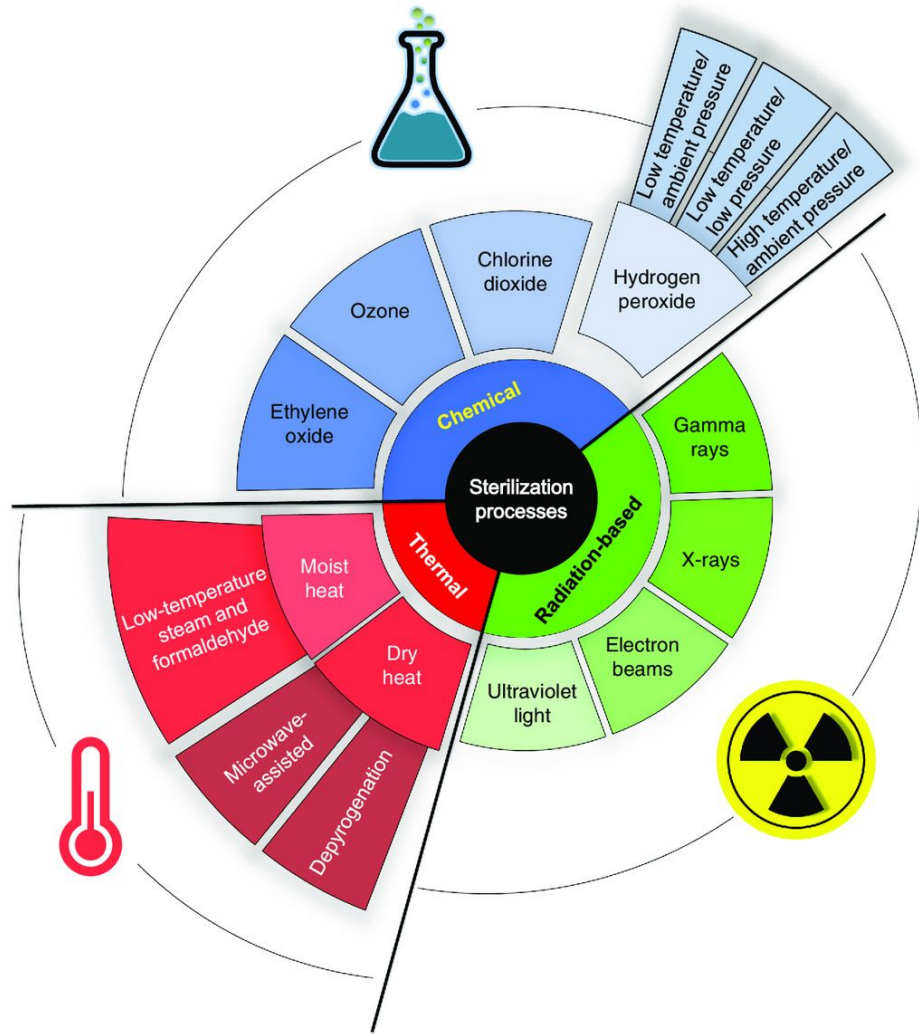 Sterilization
processes
Chemical
Ethylene
oxide
Ozone
Chlorine
dioxide
Hydrogen
peroxide
Low temperature/
ambient pressure
Low temperature/
low pressure
High temperature/
ambient pressure
Radiation-based
Gamma
rays
X-rays
Electron
beams
Ultraviolet
light
Thermal
Moist
heat
Dry
heat
Low-temperature
steam and
formaldehyde
Microwave-
assisted
Depyrogenation